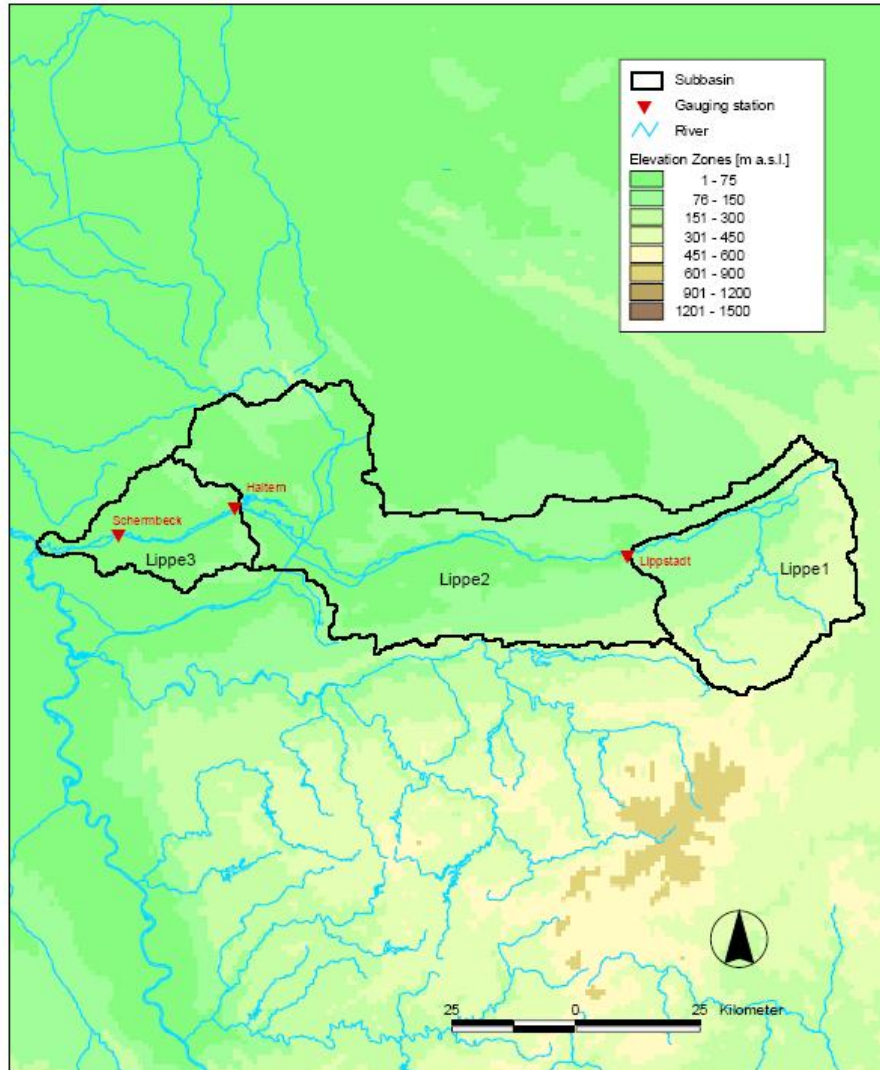 Subbasin
Gauging station
River
Elevation Zones [m a.s.l.]
1 - 75
76 - 150
151 - 300
301 - 450
451 - 600
601 - 900
901 - 1200
1201 - 1500
Haltern
Schermbeck
Lippe3
Lippe2
Lippstadt
Lippe1
25 0 25 Kilometer